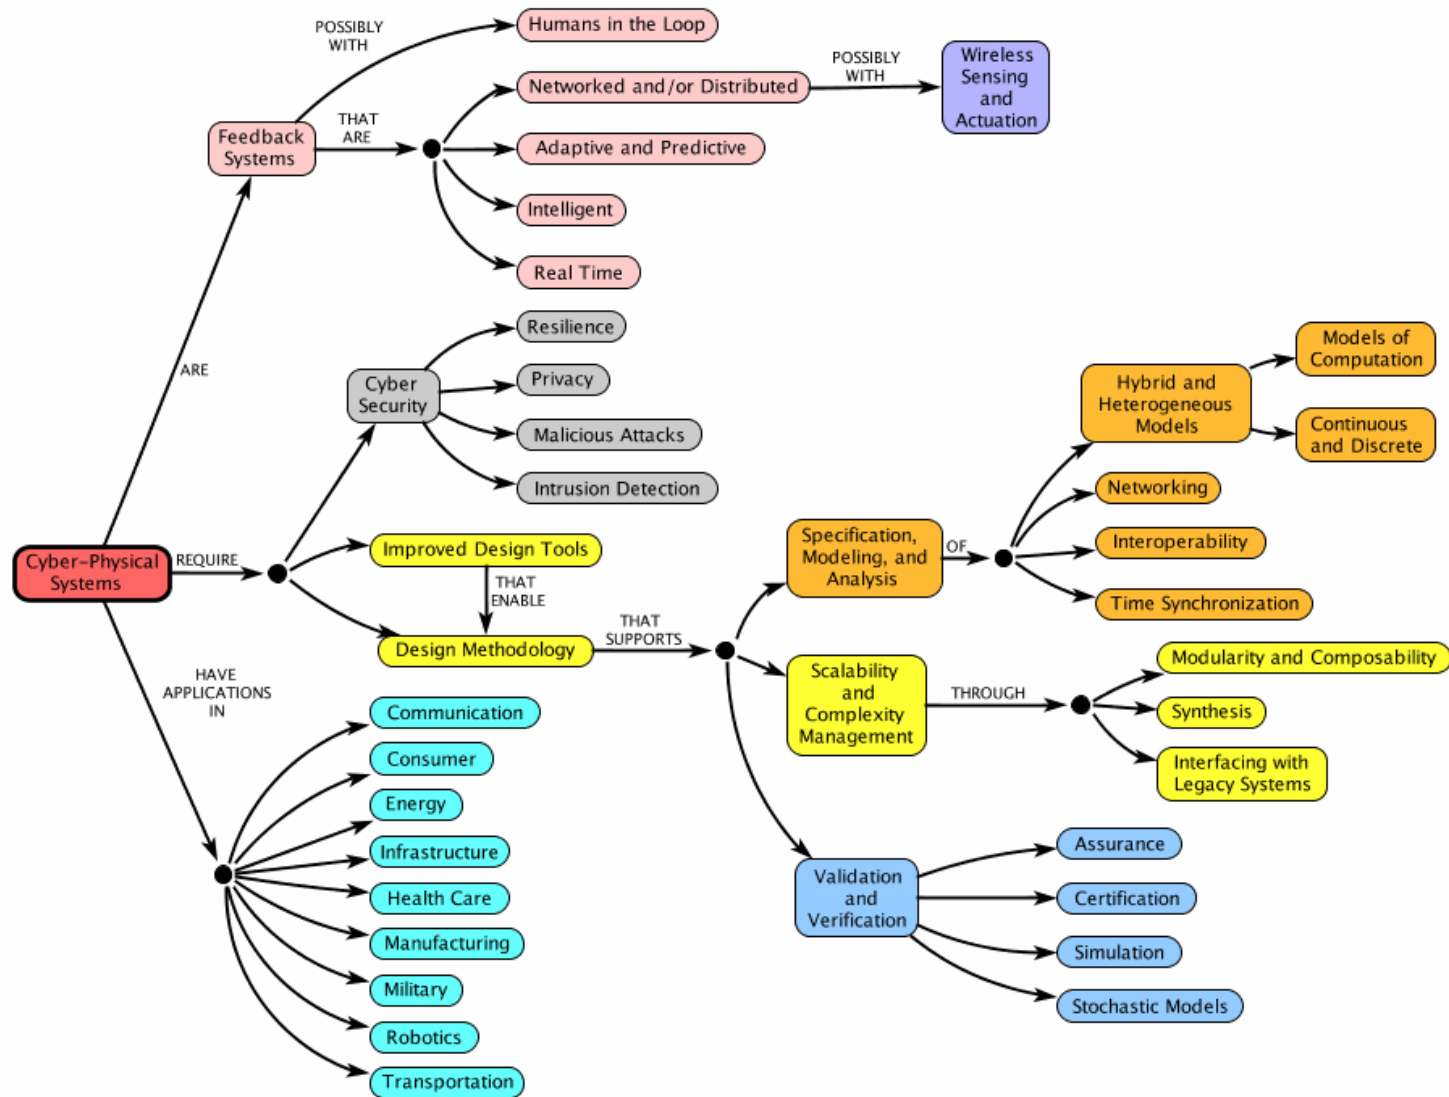 POSSIBLY
WITH
Humans in the Loop
Feedback
Systems
THAT
ARE
Networked and/or Distributed
POSSIBLY
WITH
Wireless
Sensing
and
Actuation
Adaptive and Predictive
Intelligent
Real Time
ARE
Cyber-Physical
Systems
REQUIRE
Cyber
Security
Resilience
Privacy
Malicious Attacks
Intrusion Detection
Improved Design Tools
THAT
ENABLE
Design Methodology
THAT
SUPPORTS
Specification,
Modeling, and
Analysis
OF
Hybrid and
Heterogeneous
Models
Models of
Computation
Continuous
and Discrete
Networking
Interoperability
Time Synchronization
Scalability
and
Complexity
Management
THROUGH
Modularity and Composability
Synthesis
Interfacing with
Legacy Systems
Validation
and
Verification
Assurance
Certification
Simulation
Stochastic Models
HAVE
APPLICATIONS
IN
Communication
Consumer
Energy
Infrastructure
Health Care
Manufacturing
Military
Robotics
Transportation